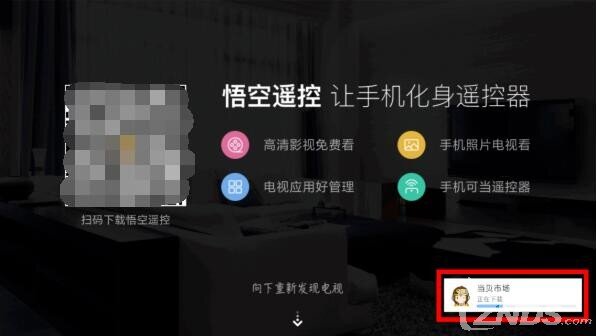 悟空遥控 让手机化身遥控器
高清影视免费看
手机照片电视看
电视应用好管理
手机可当遥控器
扫码下载悟空遥控
向下重新发现电视
当贝市场
正在下载
ZNDS.com